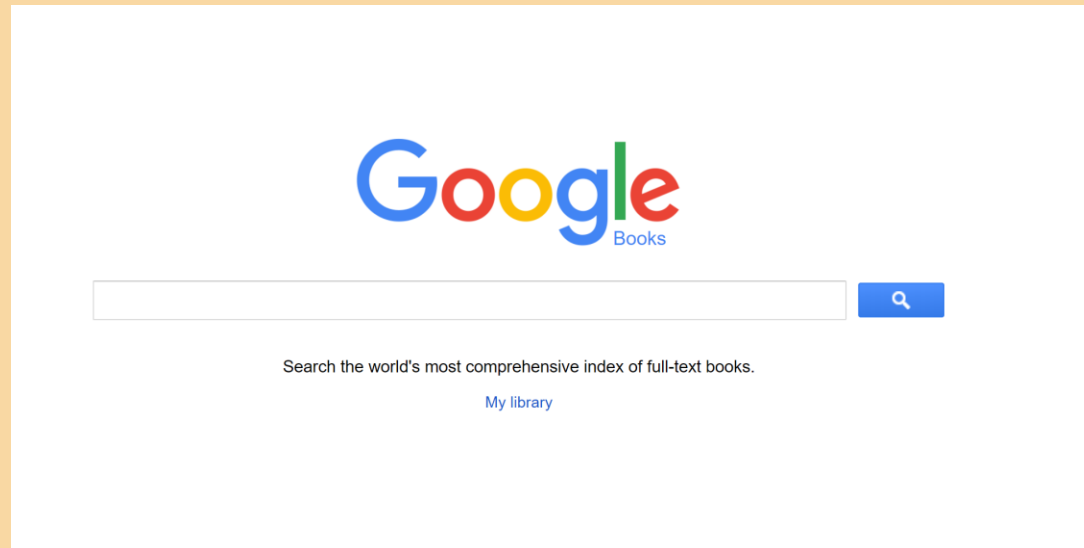 Google
Books
Search the world's most comprehensive index of full-text books.
My library